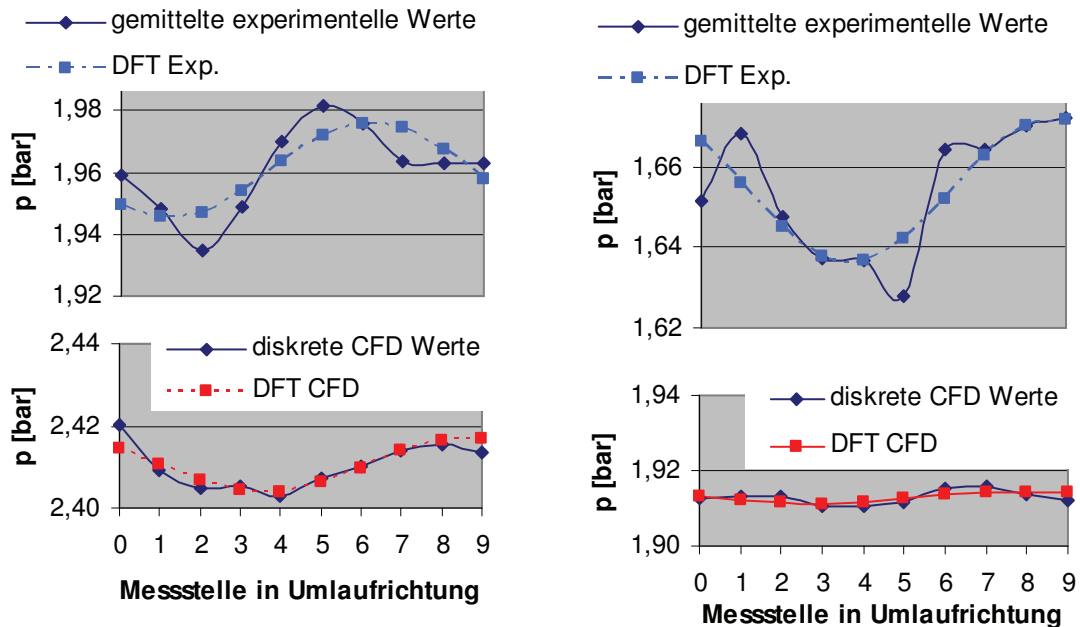 gemittelte experimentelle Werte
DFT Exp.
p [bar]
1,98
1,96
1,94
1,92
diskrete CFD Werte
DFT CFD
p [bar]
2,44
2,42
2,40
0 1 2 3 4 5 6 7 8 9
Messstelle in Umlaufrichtung
gemittelte experimentelle Werte
DFT Exp.
p [bar]
1,66
1,64
1,62
diskrete CFD Werte
DFT CFD
p [bar]
1,94
1,92
1,90
0 1 2 3 4 5 6 7 8 9
Messstelle in Umlaufrichtung